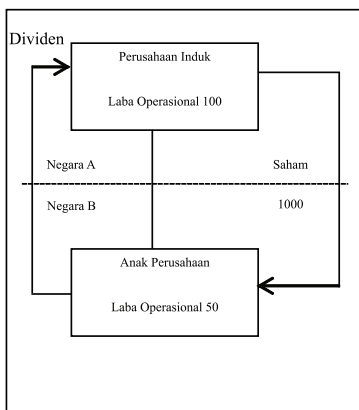 Dividen
Perusahaan Induk
Laba Operasional 100
Negara A
Saham
Negara B
1000
Anak Perusahaan
Laba Operasional 50